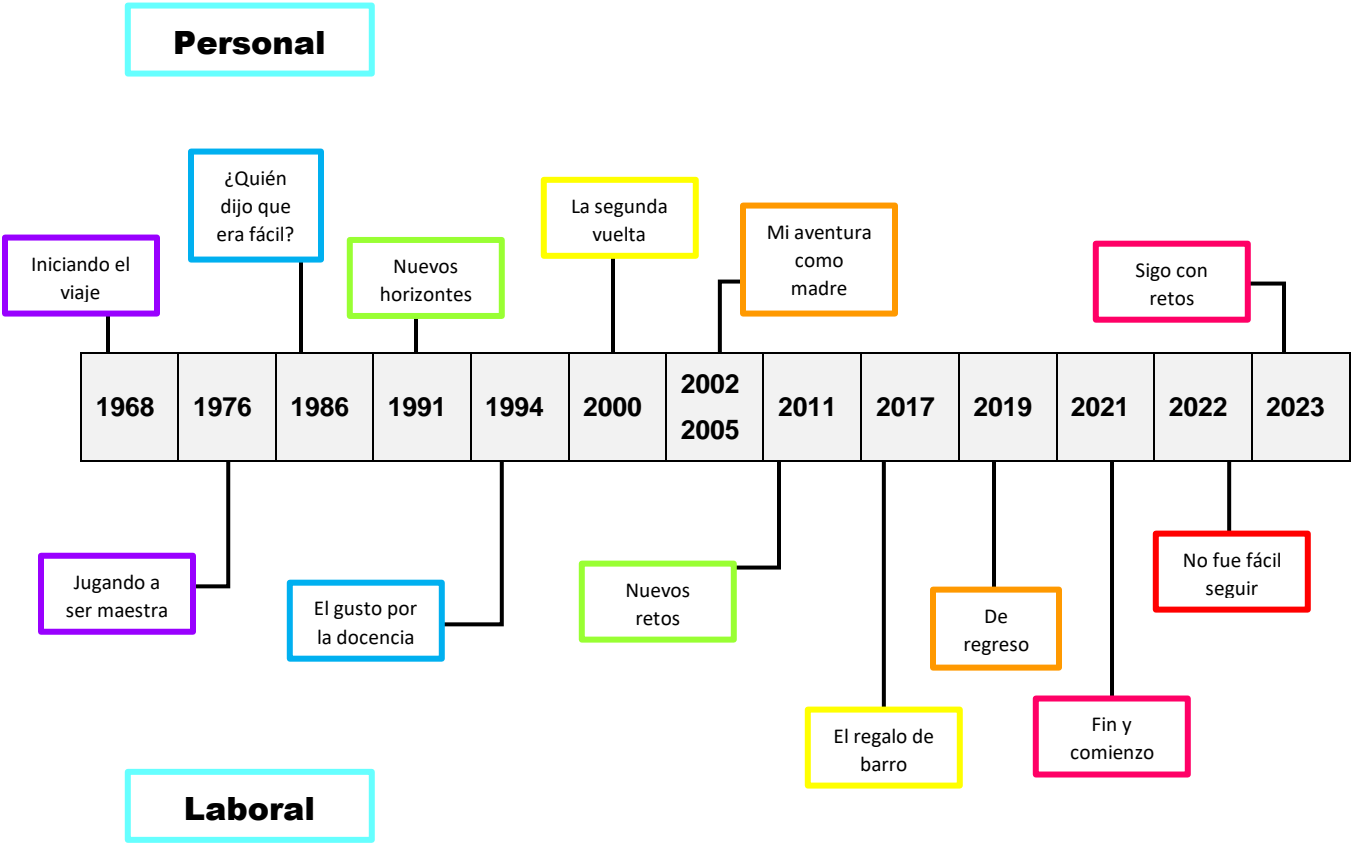 Personal
¿Quién
dijo que
era fácil?
La segunda
vuelta
Mi aventura
como
madre
Iniciando el
viaje
Nuevos
horizontes
Sigo con
retos
1968 1976 1986 1991 1994 2000 2002 2005 2011 2017 2019 2021 2022 2023
Jugando a
ser maestra
El gusto por
la docencia
Nuevos
retos
De
regreso
No fue fácil
seguir
El regalo de
barro
Fin y
comienzo
Laboral